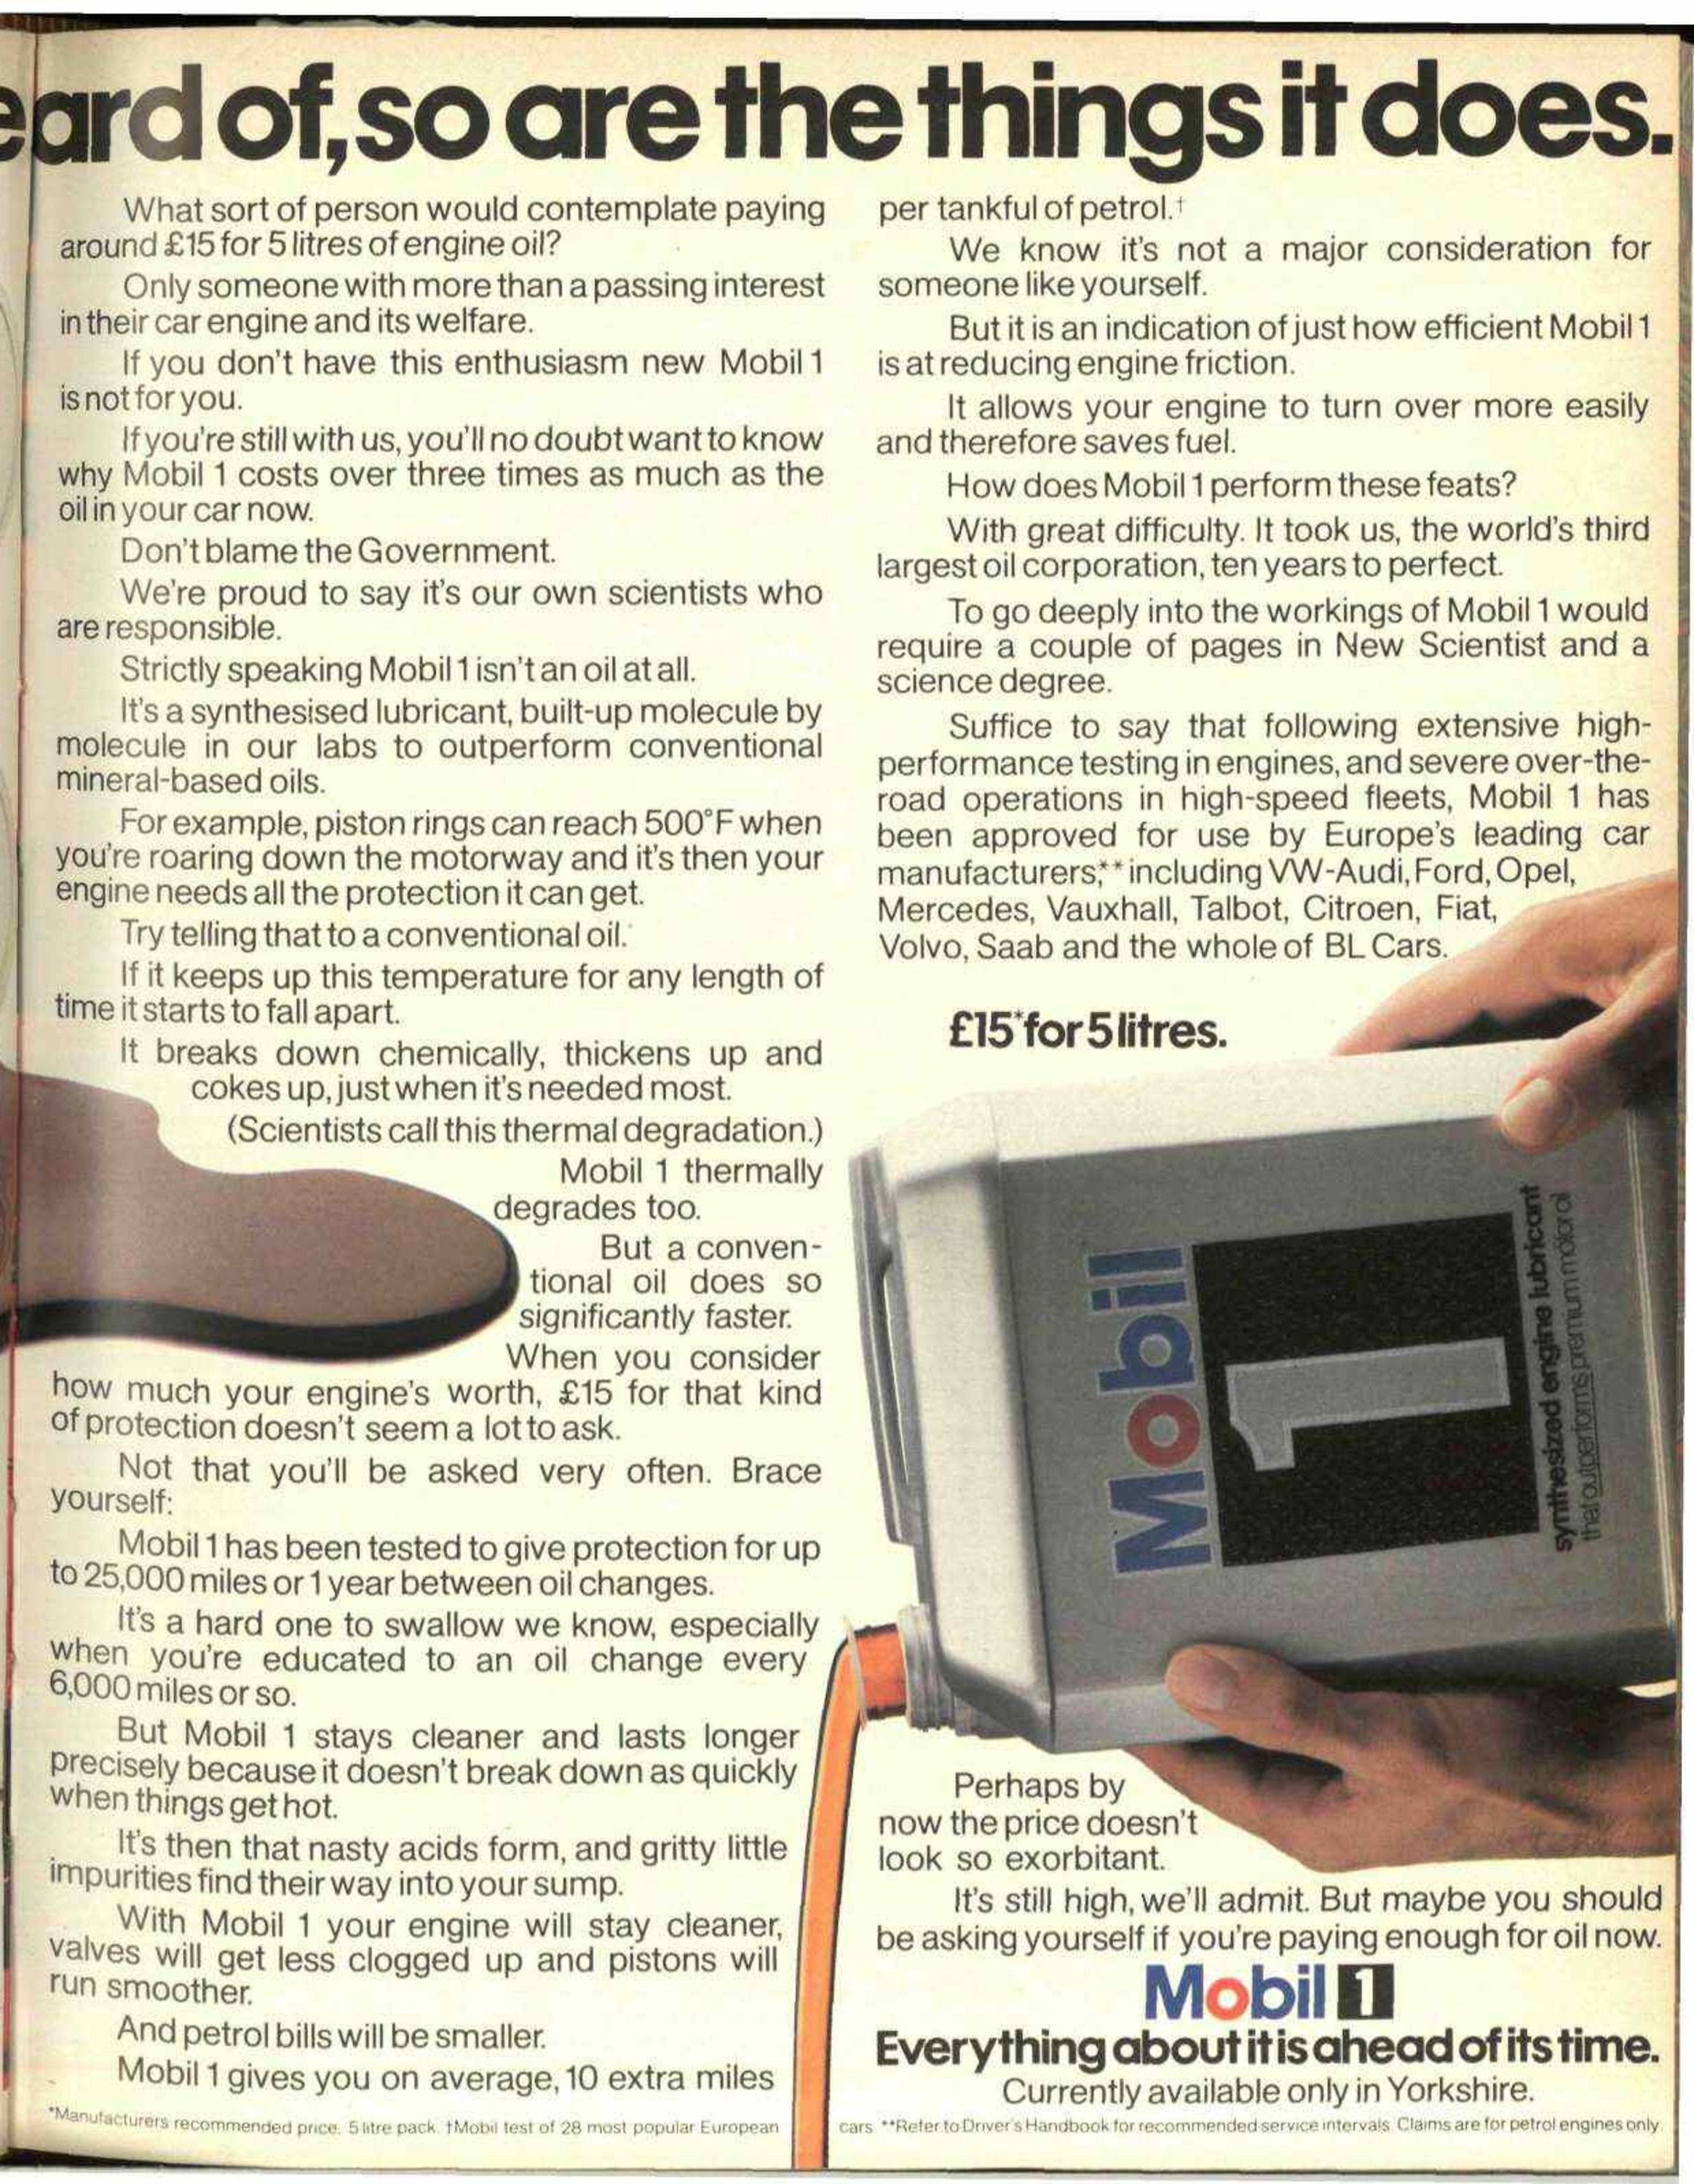 eard of, so are the things it does.
What sort of person would contemplate paying
around £15 for 5 litres of engine oil?
Only someone with more than a passing interest
in their car engine and its welfare.
If you don't have this enthusiasm new Mobil 1
is not for you.
If you're still with us, you'll no doubt want to know
why Mobil 1 costs over three times as much as the
oil in your car now.
Don't blame the Government.
We're proud to say it's our own scientists who
are responsible.
Strictly speaking Mobil 1 isn't an oil at all.
It's a synthesised lubricant, built-up molecule by
molecule in our labs to outperform conventional
mineral-based oils.
For example, piston rings can reach 500°F when
you're roaring down the motorway and it's then your
engine needs all the protection it can get.
Try telling that to a conventional oil.
If it keeps up this temperature for any length of
time it starts to fall apart.
It breaks down chemically, thickens up and
cokes up, just when it's needed most.
(Scientists call this thermal degradation.)
Mobil 1 thermally
degrades too.
But a conven-
tional oil does so
significantly faster.
When you consider
how much your engine's worth, £15 for that kind
of protection doesn't seem a lot to ask.
Not that you'll be asked very often. Brace
yourself:
Mobil 1 has been tested to give protection for up
to 25,000 miles or 1 year between oil changes.
It's a hard one to swallow we know, especially
when you're educated to an oil change every
6,000 miles or so.
But Mobil 1 stays cleaner and lasts longer
precisely because it doesn't break down as quickly
when things get hot.
It's then that nasty acids form, and gritty little
impurities find their way into your sump.
With Mobil 1 your engine will stay cleaner,
valves will get less clogged up and pistons will
run smoother.
And petrol bills will be smaller.
Mobil 1 gives you on average, 10 extra miles
per tankful of petrol.†
We know it's not a major consideration for
someone like yourself.
But it is an indication of just how efficient Mobil 1
is at reducing engine friction.
It allows your engine to turn over more easily
and therefore saves fuel.
How does Mobil 1 perform these feats?
With great difficulty. It took us, the world's third
largest oil corporation, ten years to perfect.
To go deeply into the workings of Mobil 1 would
require a couple of pages in New Scientist and a
science degree.
Suffice to say that following extensive high-
performance testing in engines, and severe over-the-
road operations in high-speed fleets, Mobil 1 has
been approved for use by Europe's leading car
manufacturers,** including VW-Audi, Ford, Opel,
Mercedes, Vauxhall, Talbot, Citroen, Fiat,
Volvo, Saab and the whole of BL Cars.
£15* for 5 litres.
Mobil
1
synthesized engine lubricant
that outperforms premium motor oil
Perhaps by
now the price doesn't
look so exorbitant.
It's still high, we'll admit. But maybe you should
be asking yourself if you're paying enough for oil now.
Mobil 1
Everything about it is ahead of its time.
Currently available only in Yorkshire.
*Manufacturers recommended price. 5 litre pack. †Mobil test of 28 most popular European cars. **Refer to Driver's Handbook for recommended service intervals. Claims are for petrol engines only.